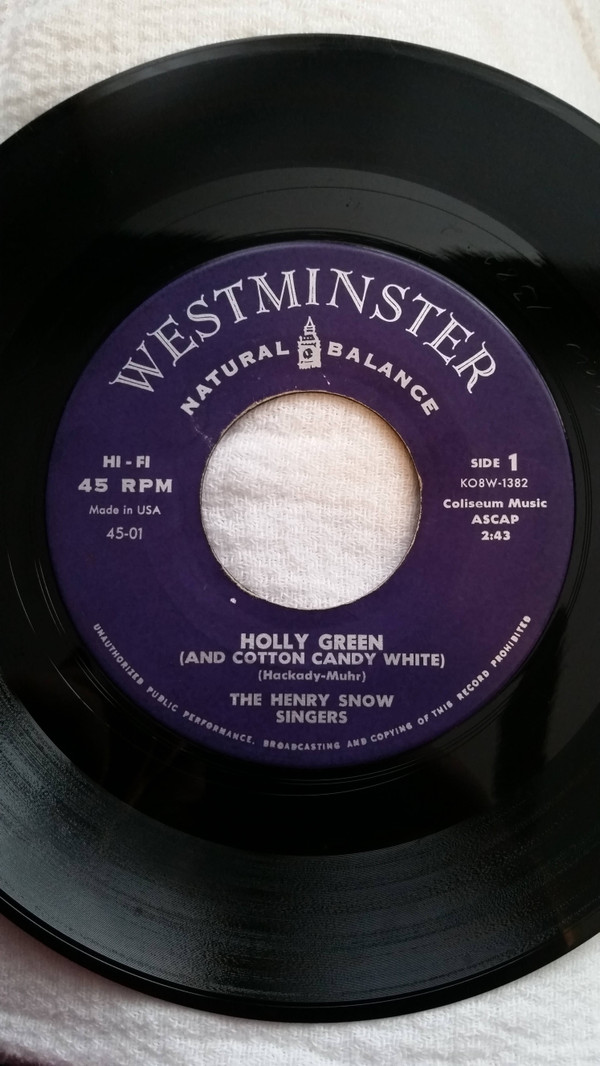 WESTMINSTER
NATURAL BALANCE
HI-FI
45 RPM
Made in USA
45-01
SIDE 1
KO8W-1382
Coliseum Music
ASCAP
2:43
HOLLY GREEN
(AND COTTON CANDY WHITE)
(Hackady-Muhr)
THE HENRY SNOW
SINGERS
UNAUTHORIZED PUBLIC PERFORMANCE, BROADCASTING AND COPYING OF THIS RECORD PROHIBITED